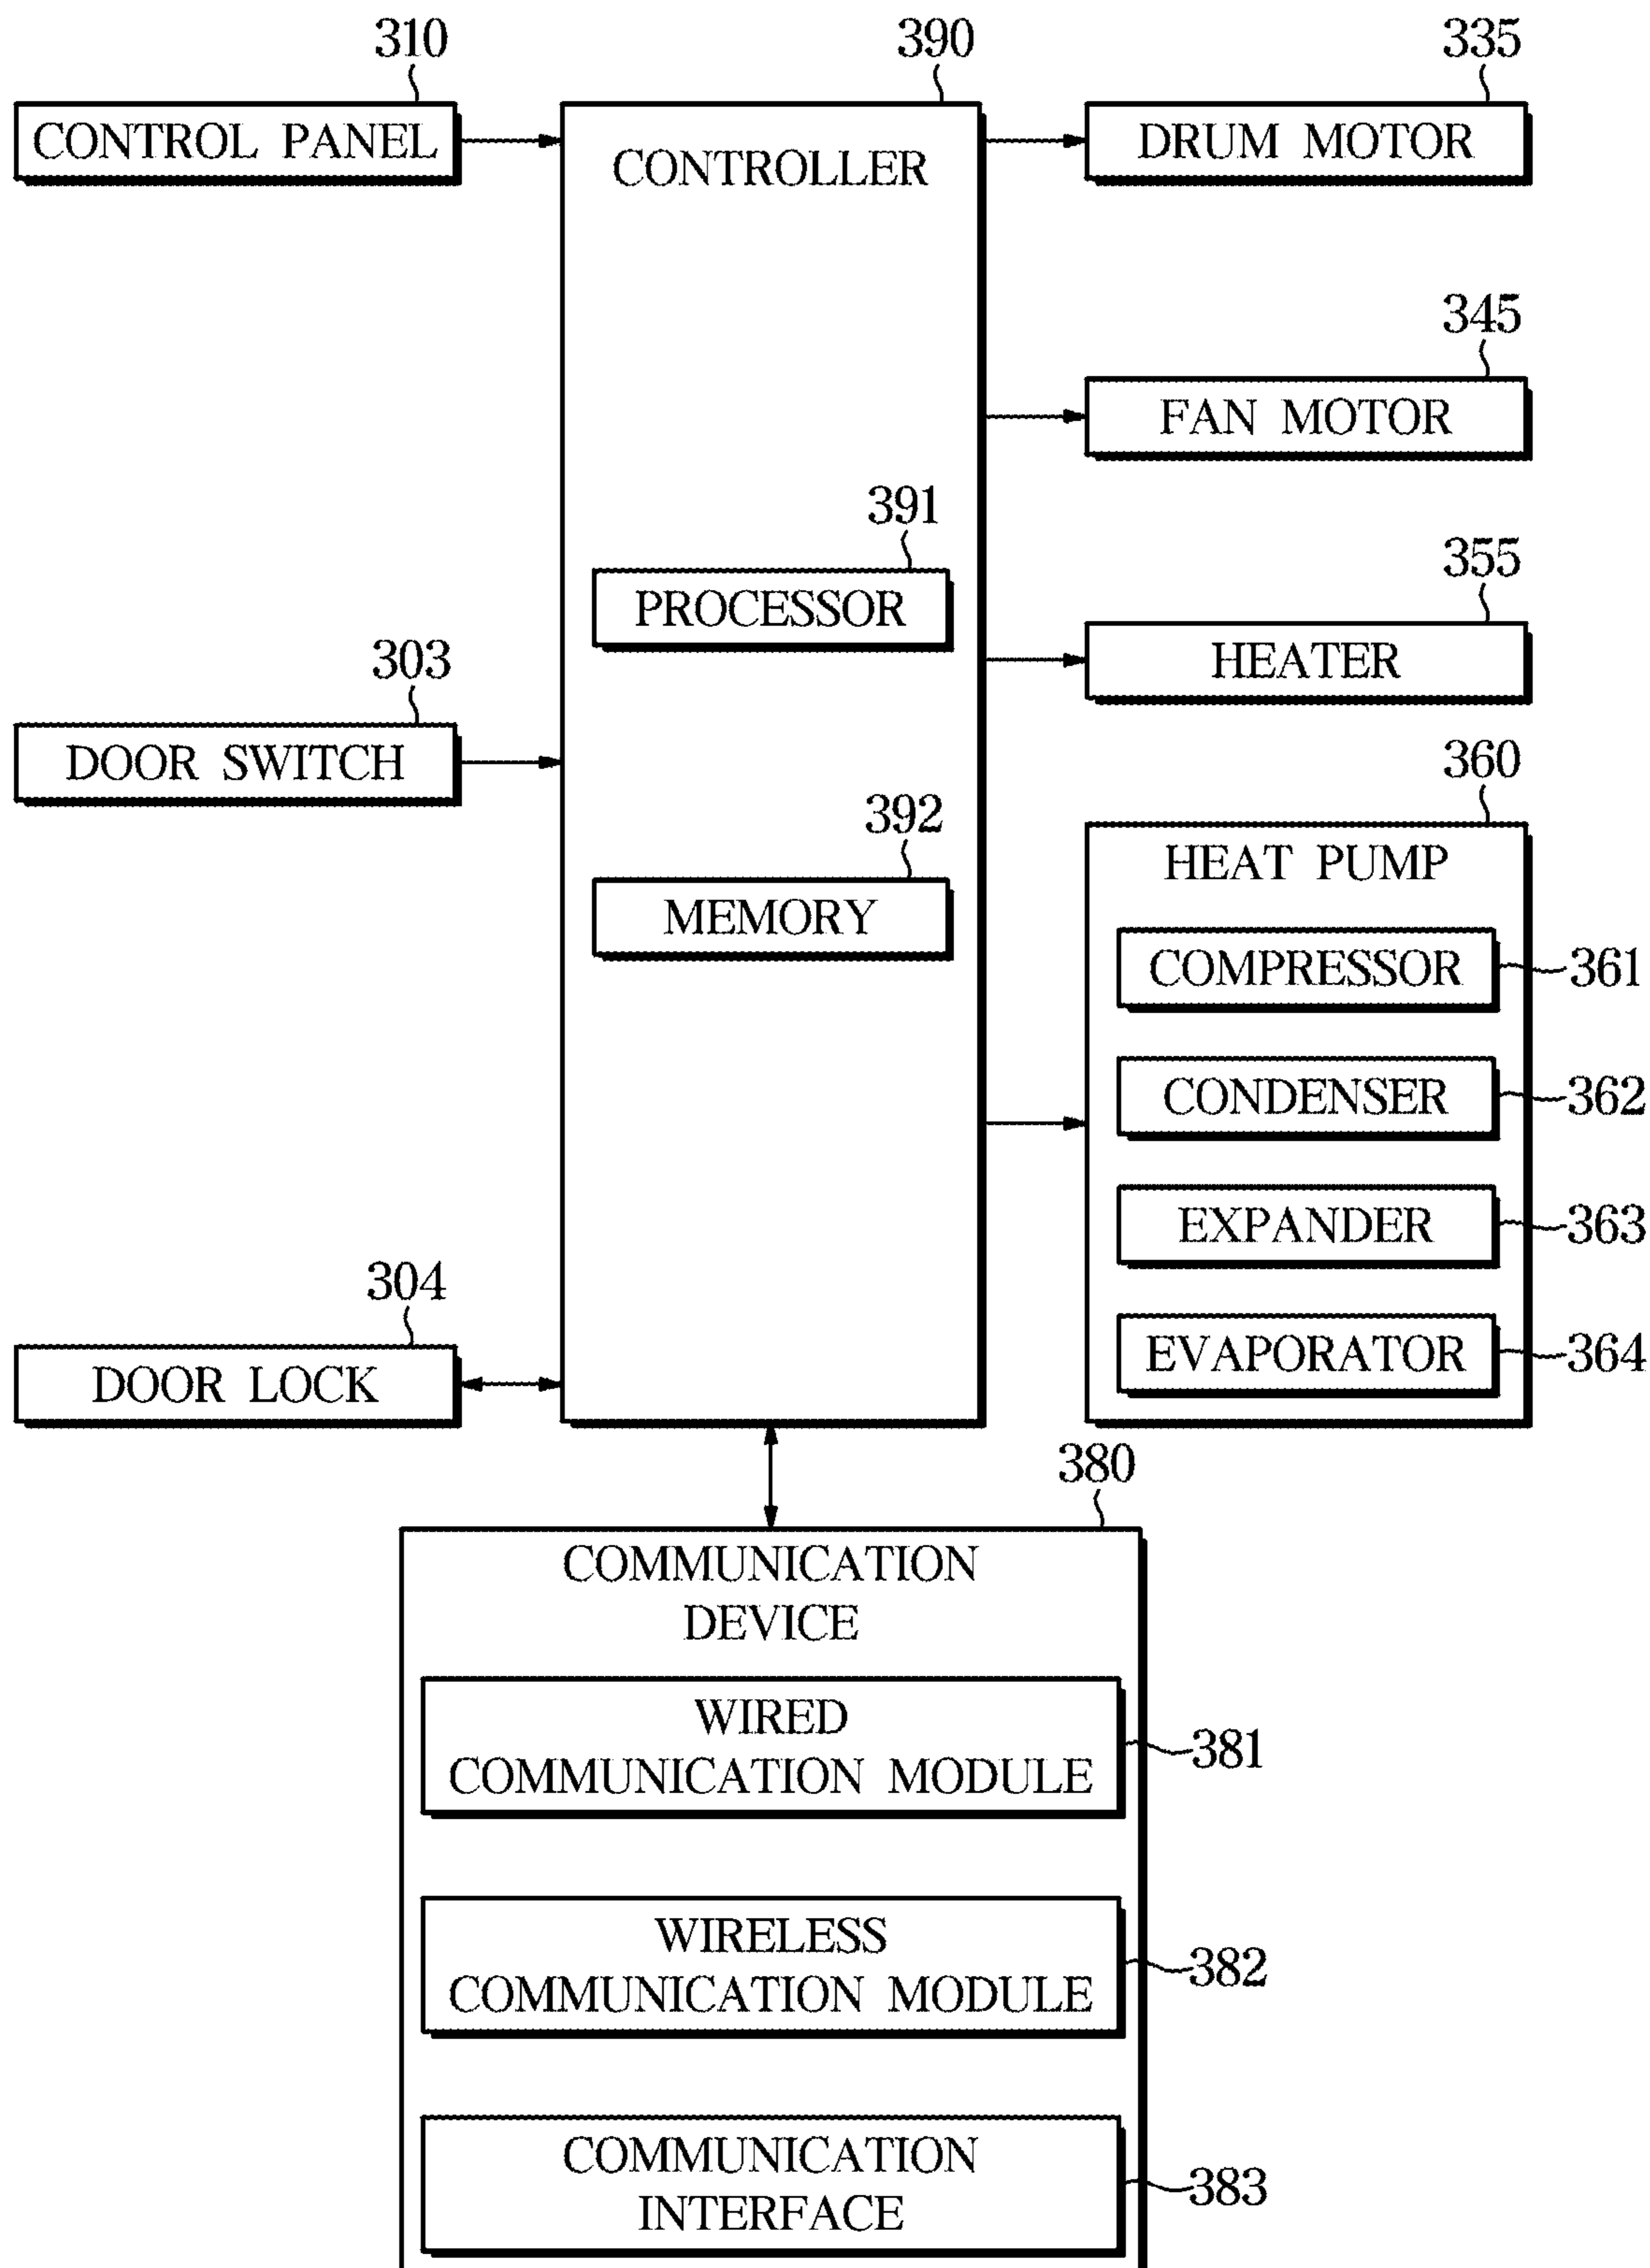 310
390
335
CONTROL PANEL
CONTROLLER
DRUM MOTOR
345
FAN MOTOR
391
PROCESSOR
355
HEATER
303
DOOR SWITCH
360
HEAT PUMP
392
MEMORY
COMPRESSOR
361
CONDENSER
362
EXPANDER
363
304
DOOR LOCK
EVAPORATOR
364
380
COMMUNICATION
DEVICE
WIRED
COMMUNICATION MODULE
381
WIRELESS
COMMUNICATION MODULE
382
COMMUNICATION
INTERFACE
383